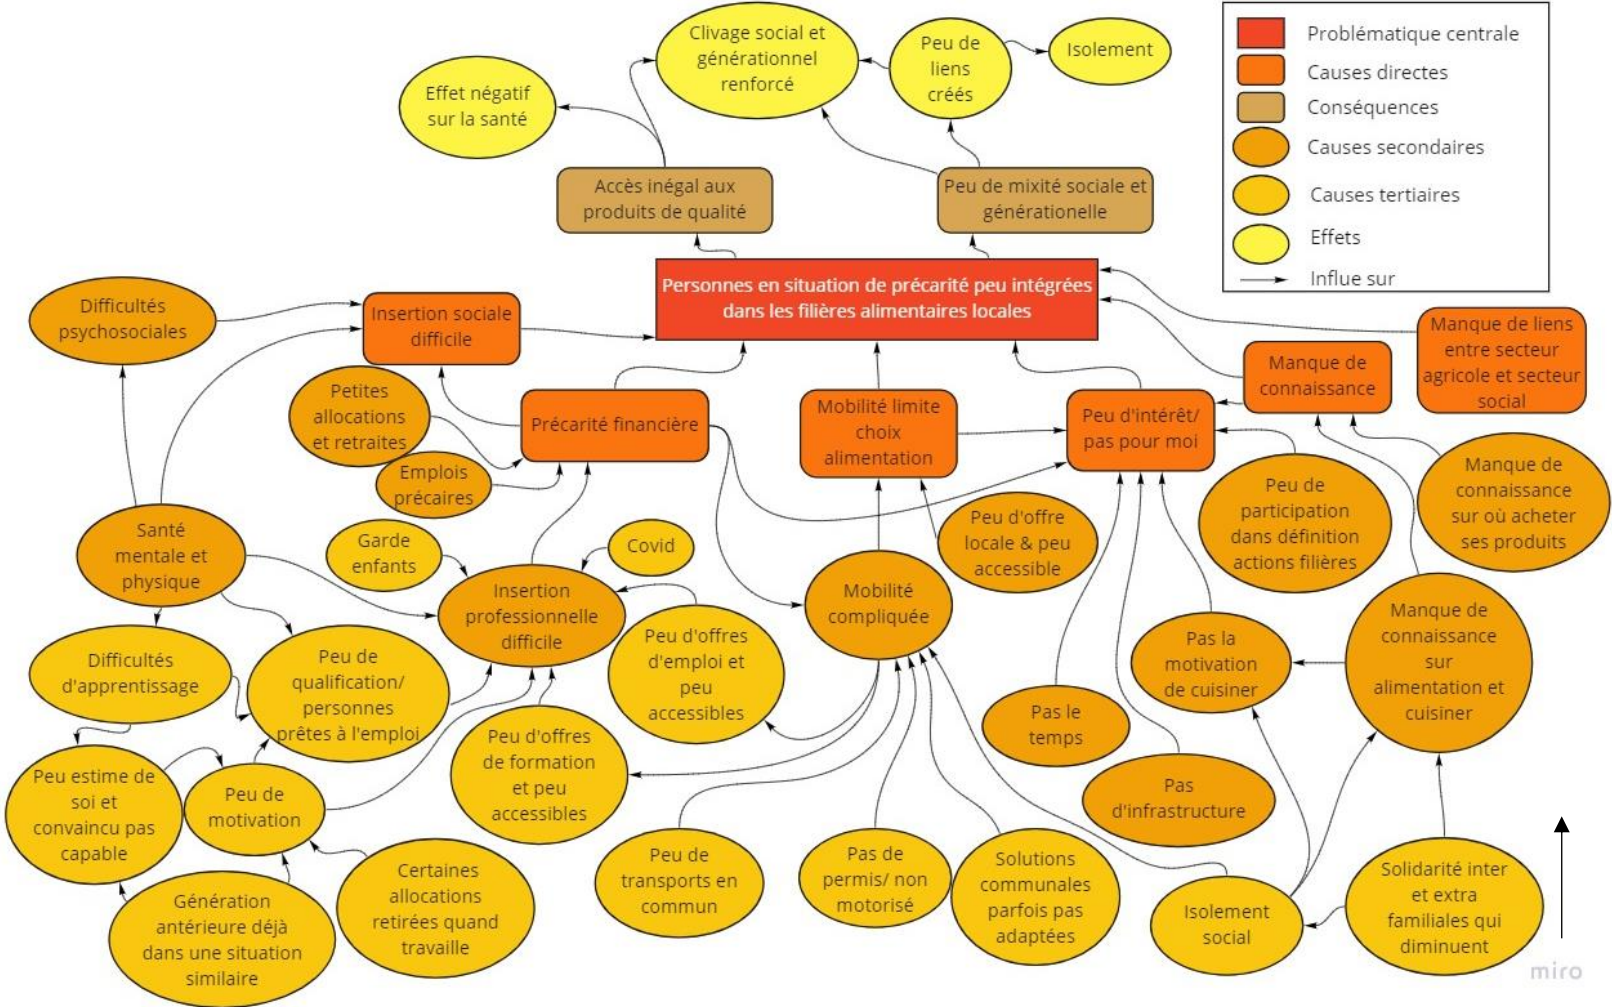 Clivage social et
générationnel
renforcé
Peu de
liens
créés
Isolement
Effet négatif
sur la santé
Problématique centrale
Causes directes
Conséquences
Causes secondaires
Causes tertiaires
Effets
Influe sur
Accès inégal aux
produits de qualité
Peu de mixité sociale et
générationelle
Personnes en situation de précarité peu intégrées
dans les filières alimentaires locales
Difficultés
psychosociales
Insertion sociale
difficile
Manque de liens
entre secteur
agricole et secteur
social
Manque de
connaissance
Petites
allocations
et retraites
Précarité financière
Mobilité limite
choix
alimentation
Peu d'intérêt/
pas pour moi
Emplois
précaires
Manque de
connaissance
sur où acheter
ses produits
Peu de
participation
dans définition
actions filières
Santé
mentale et
physique
Garde
enfants
Covid
Peu d'offre
locale & peu
accessible
Insertion
professionnelle
difficile
Mobilité
compliquée
Manque de
connaissance
sur
alimentation et
cuisiner
Pas la
motivation
de cuisiner
Difficultés
d'apprentissage
Peu de
qualification/
personnes
prêtes à l'emploi
Peu d'offres
d'emploi et
peu
accessibles
Pas le
temps
Peu d'offres
de formation
et peu
accessibles
Pas
d'infrastructure
Peu estime de
soi et
convaincu pas
capable
Peu de
motivation
Génération
antérieure déjà
dans une situation
similaire
Certaines
allocations
retirées quand
travaille
Peu de
transports en
commun
Pas de
permis/ non
motorisé
Solutions
communales
parfois pas
adaptées
Isolement
social
Solidarité inter
et extra
familiales qui
diminuent
miro